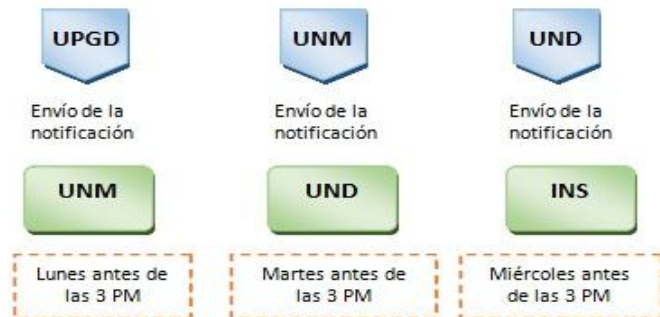 UPGD
UNM
UND
Envío de la
notificación
Envío de la
notificación
Envío de la
notificación
UNM
UND
INS
Lunes antes de
las 3 PM
Martes antes de
las 3 PM
Miércoles antes
de las 3 PM